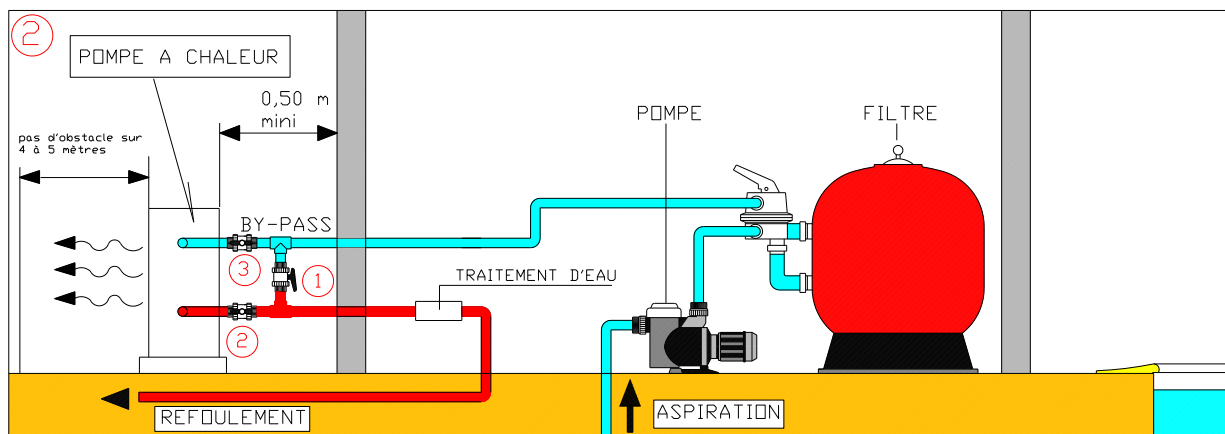 2
POMPE A CHALEUR
0,50 m
mini
pas d'obstacle sur
4 à 5 mètres
POMPE
FILTRE
BY-PASS
3
1
TRAITEMENT D'EAU
2
REFOULEMENT
ASPIRATION